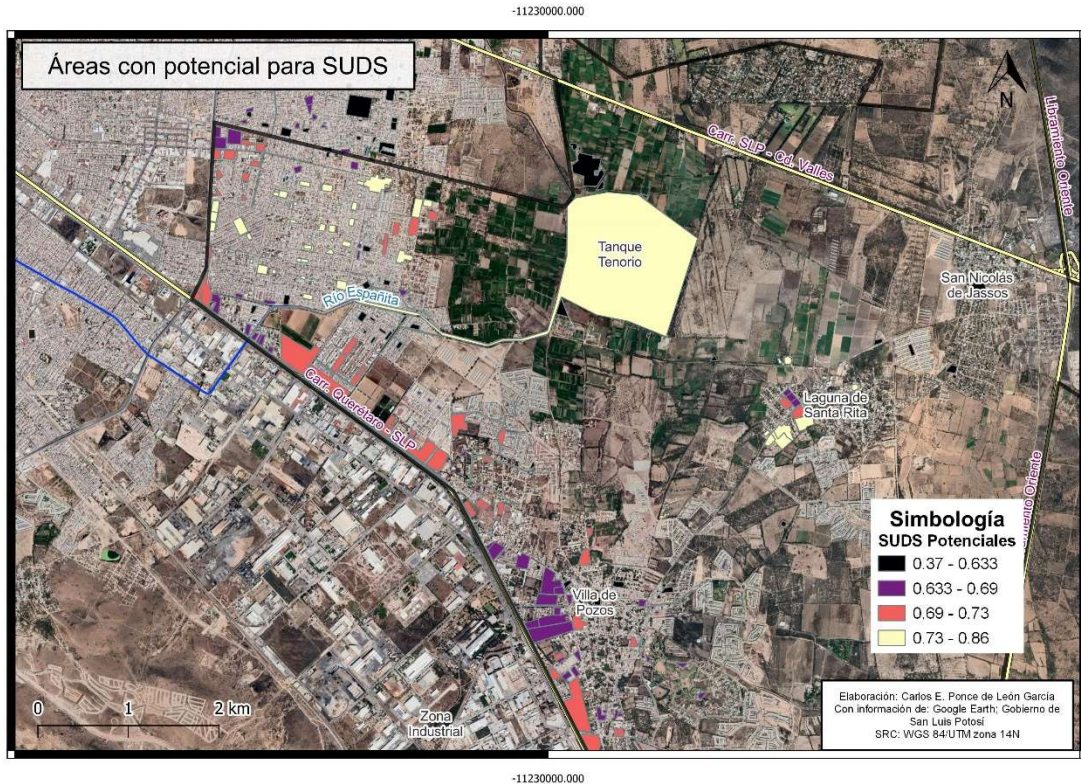 -11230000.000
Áreas con potencial para SUDS
N
Carr. SLP - Cd. Valles
Libramiento Oriente
Tanque
Tenorio
San Nicolás
de Jassos
Río Españita
Carr. Querétaro - SLP
Laguna de
Santa Rita
miento Oriente
Villa de
Pozos
Zona
Industrial
0 1 2 km
Simbología
SUDS Potenciales
0.37 - 0.633
0.633 - 0.69
0.69 - 0.73
0.73 - 0.86
Elaboración: Carlos E. Ponce de León García
Con información de: Google Earth; Gobierno de
San Luis Potosí
SRC: WGS 84/UTM zona 14N
-11230000.000